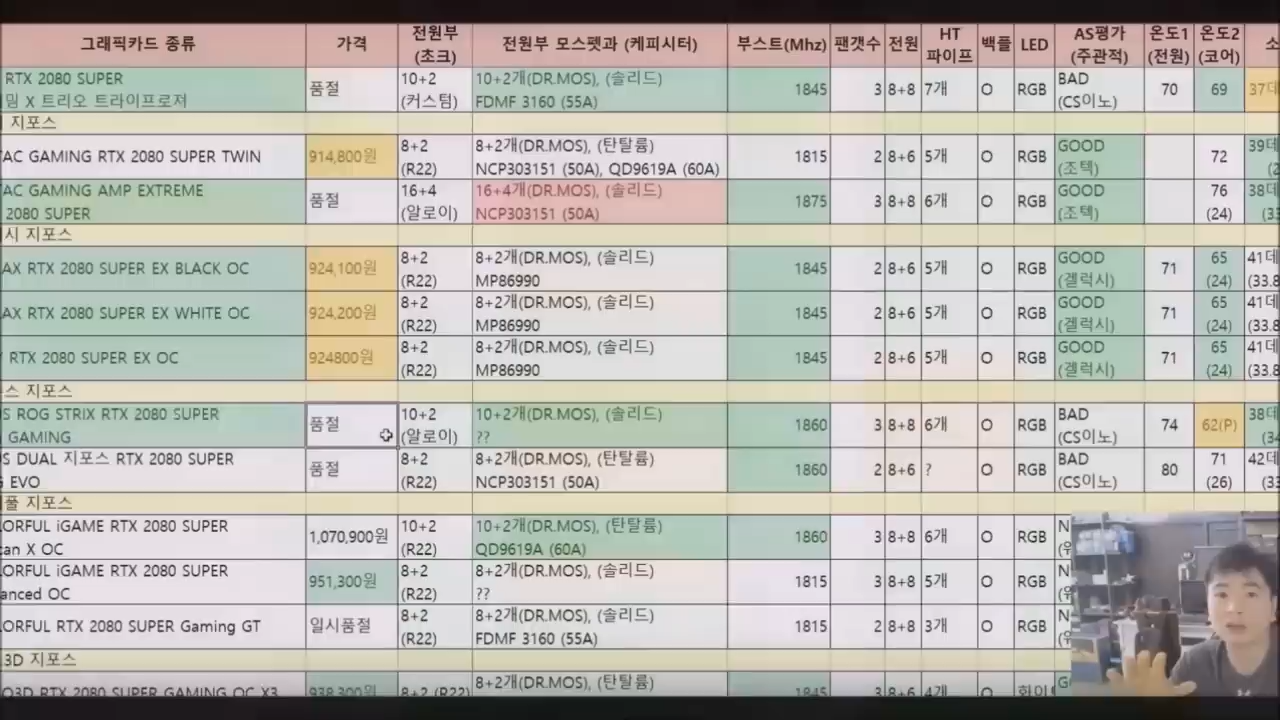 그래픽카드 종류 가격 전원부 (초크) 전원부 모스펫과 (케피시터) 부스트(Mhz) 팬갯수 전원 HT 파이프 백플 LED AS평가 (주관적) 온도1 (전원) 온도2 (코어)
RTX 2080 SUPER 품절 10+2 10+2개(DR.MOS), (솔리드) 1845 3 8+8 7개 O RGB BAD 70 69 37데
밍 X 트리오 트라이프로져 (커스텀) FDMF 3160 (55A) (CS이노)
지포스
TAC GAMING RTX 2080 SUPER TWIN 914,800원 8+2 8+2개(DR.MOS), (탄탈륨) 1815 2 8+6 5개 O RGB GOOD 72 39데
(R22) NCP303151 (50A), QD9619A (60A) (조텍)
TAC GAMING AMP EXTREME 품절 16+4 16+4개(DR.MOS), (솔리드) 1875 3 8+8 6개 O RGB GOOD 76 38데
2080 SUPER (알로이) NCP303151 (50A) (조텍) (24)
시 지포스
AX RTX 2080 SUPER EX BLACK OC 924,100원 8+2 8+2개(DR.MOS), (솔리드) 1845 2 8+6 5개 O RGB GOOD 71 65 41데
(R22) MP86990 (겔럭시) (24) (33.8
AX RTX 2080 SUPER EX WHITE OC 924,200원 8+2 8+2개(DR.MOS), (솔리드) 1845 2 8+6 5개 O RGB GOOD 71 65 41데
(R22) MP86990 (겔럭시) (24) (33.8
RTX 2080 SUPER EX OC 924800원 8+2 8+2개(DR.MOS), (솔리드) 1845 2 8+6 5개 O RGB GOOD 71 65 41데
(R22) MP86990 (겔럭시) (24) (33.8
스 지포스
S ROG STRIX RTX 2080 SUPER 품절 10+2 10+2개(DR.MOS), (솔리드) 1860 3 8+8 6개 O RGB BAD 74 62(P) 38데
GAMING (알로이) ?? (CS이노)
S DUAL 지포스 RTX 2080 SUPER 품절 8+2 8+2개(DR.MOS), (탄탈륨) 1860 2 8+6 ? O RGB BAD 80 71 42데
EVO (R22) NCP303151 (50A) (CS이노) (26)
풀 지포스
ORFUL iGAME RTX 2080 SUPER 1,070,900원 10+2 10+2개(DR.MOS), (탄탈륨) 1860 3 8+8 6개 O RGB
an X OC (R22) QD9619A (60A)
ORFUL iGAME RTX 2080 SUPER 951,300원 8+2 8+2개(DR.MOS), (솔리드) 1815 3 8+8 5개 O RGB
anced OC (R22) ??
ORFUL RTX 2080 SUPER Gaming GT 일시품절 8+2 8+2개(DR.MOS), (솔리드) 1815 2 8+8 3개 O RGB
(R22) FDMF 3160 (55A)
3D 지포스
O3D RTX 2080 SUPER GAMING OC X3 938,300원 8+2 (R22) 8+2개(DR.MOS), (탄탈륨) 1845 3 8+6 4개 O